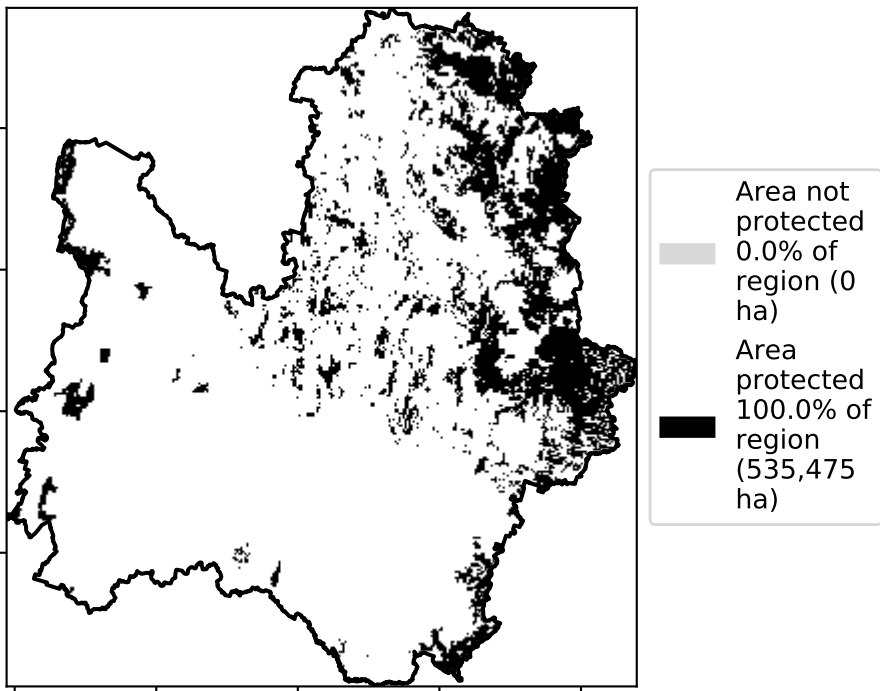 Area not
protected
0.0% of
region (0
ha)
Area
protected
100.0% of
region
(535,475
ha)